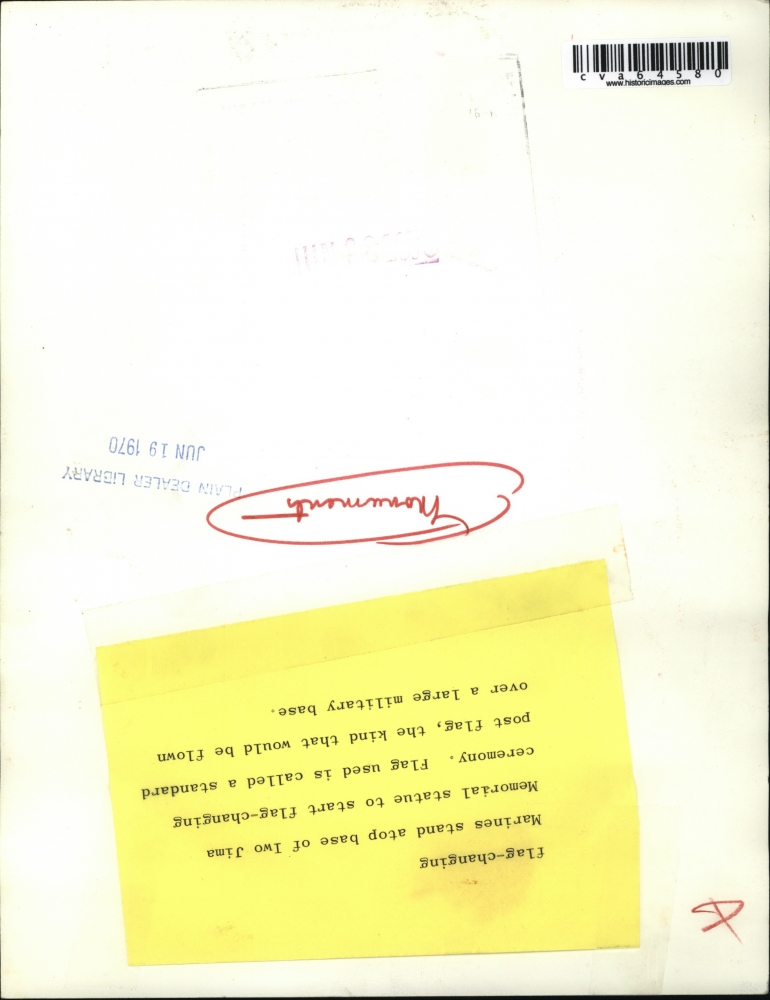 cva64580
www.historicimages.com
JUN 19 1970
PLAIN DEALER LIBRARY
Monuments
flag-changing
Marines stand atop base of Iwo Jima
Memorial statue to start flag-changing
ceremony. Flag used is called a standard
post flag, the kind that would be flown
over a large military base.